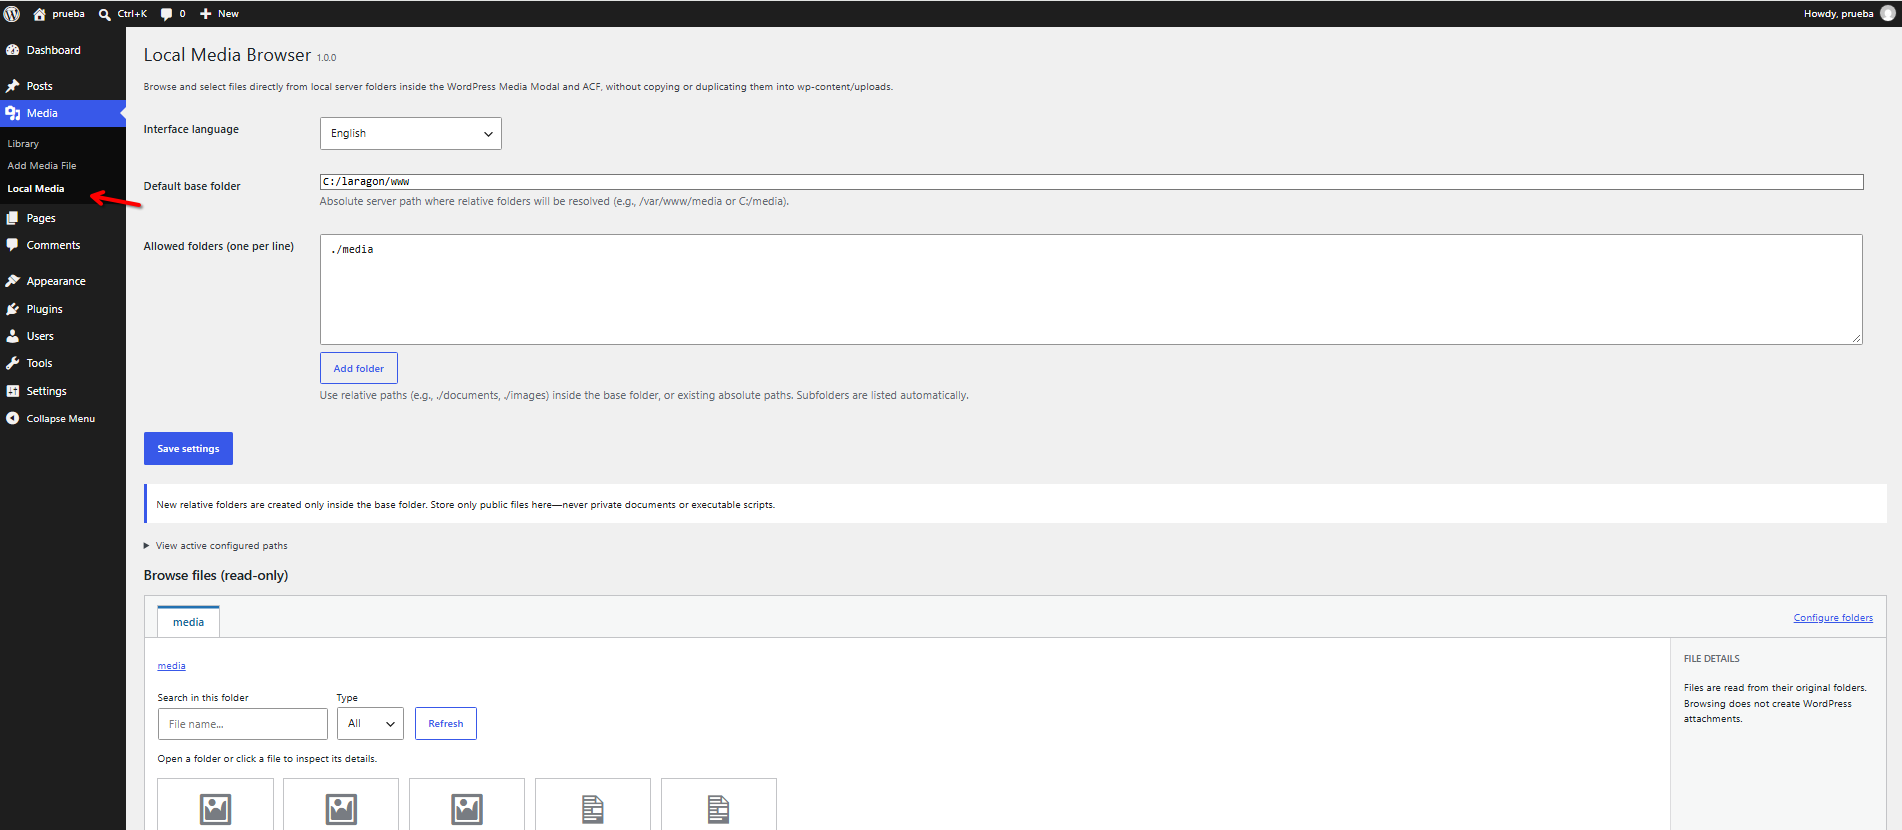 prueba
Ctrl+K
0
New
Howdy, prueba
Dashboard
Posts
Media
Library
Add Media File
Local Media
Pages
Comments
Appearance
Plugins
Users
Tools
Settings
Collapse Menu
Local Media Browser 1.0.0
Browse and select files directly from local server folders inside the WordPress Media Modal and ACF, without copying or duplicating them into wp-content/uploads.
Interface language
English
Default base folder
C:/laragon/www
Absolute server path where relative folders will be resolved (e.g., /var/www/media or C:/media).
Allowed folders (one per line)
./media
Add folder
Use relative paths (e.g., ./documents, ./images) inside the base folder, or existing absolute paths. Subfolders are listed automatically.
Save settings
New relative folders are created only inside the base folder. Store only public files here—never private documents or executable scripts.
View active configured paths
Browse files (read-only)
media
Configure folders
media
Search in this folder
Type
File name...
All
Refresh
Open a folder or click a file to inspect its details.
FILE DETAILS
Files are read from their original folders.
Browsing does not create WordPress
attachments.